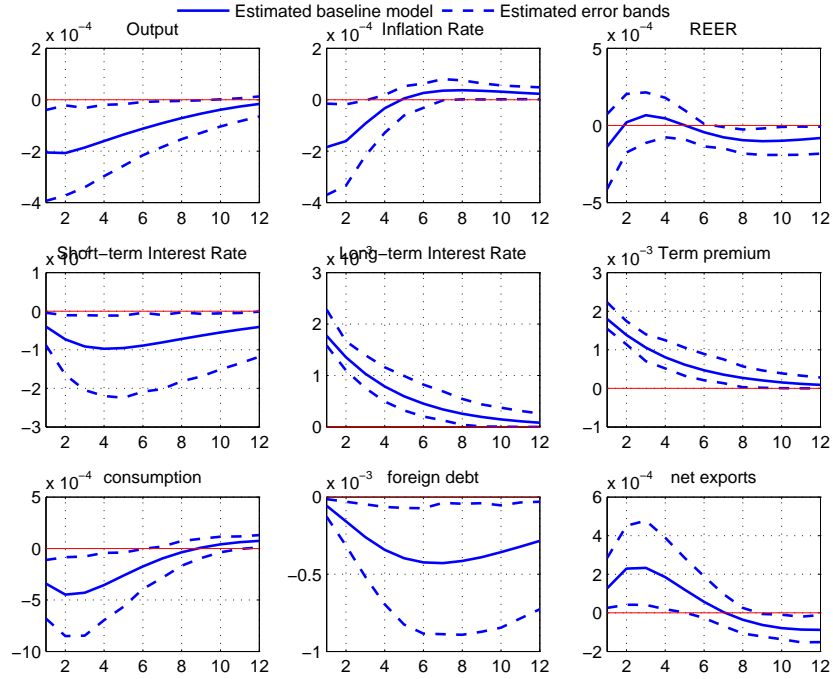 Estimated baseline model Estimated error bands
x 10⁻⁴ Output
2
0
−2
−4
2 4 6 8 10 12
x 10⁻⁴ Inflation Rate
2
0
−2
−4
2 4 6 8 10 12
x 10⁻⁴ REER
5
0
−5
2 4 6 8 10 12
Short−term Interest Rate
1
0
−1
−2
−3
2 4 6 8 10 12
x 10⁻³ Long−term Interest Rate
3
2
1
0
2 4 6 8 10 12
x 10⁻³ Term premium
3
2
1
0
−1
2 4 6 8 10 12
x 10⁻⁴ consumption
5
0
−5
−10
2 4 6 8 10 12
x 10⁻³ foreign debt
0
−0.5
−1
2 4 6 8 10 12
x 10⁻⁴ net exports
6
4
2
0
−2
2 4 6 8 10 12